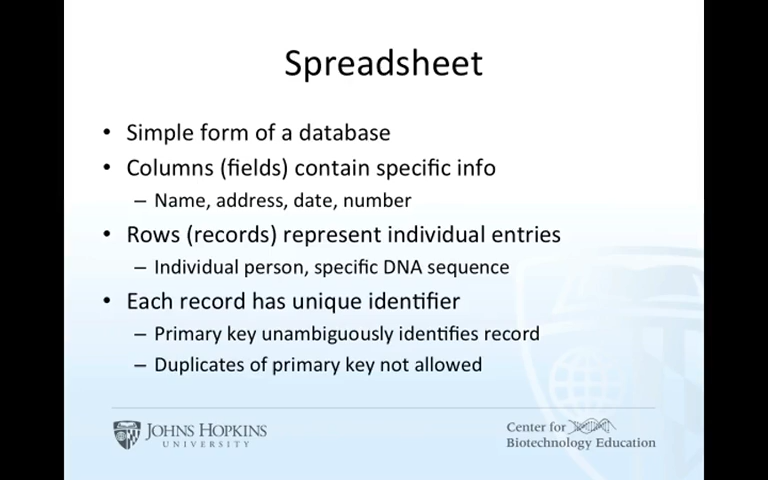 Spreadsheet
• Simple form of a database
• Columns (fields) contain specific info
– Name, address, date, number
• Rows (records) represent individual entries
– Individual person, specific DNA sequence
• Each record has unique identifier
– Primary key unambiguously identifies record
– Duplicates of primary key not allowed
JOHNS HOPKINS
UNIVERSITY
Center for
Biotechnology Education